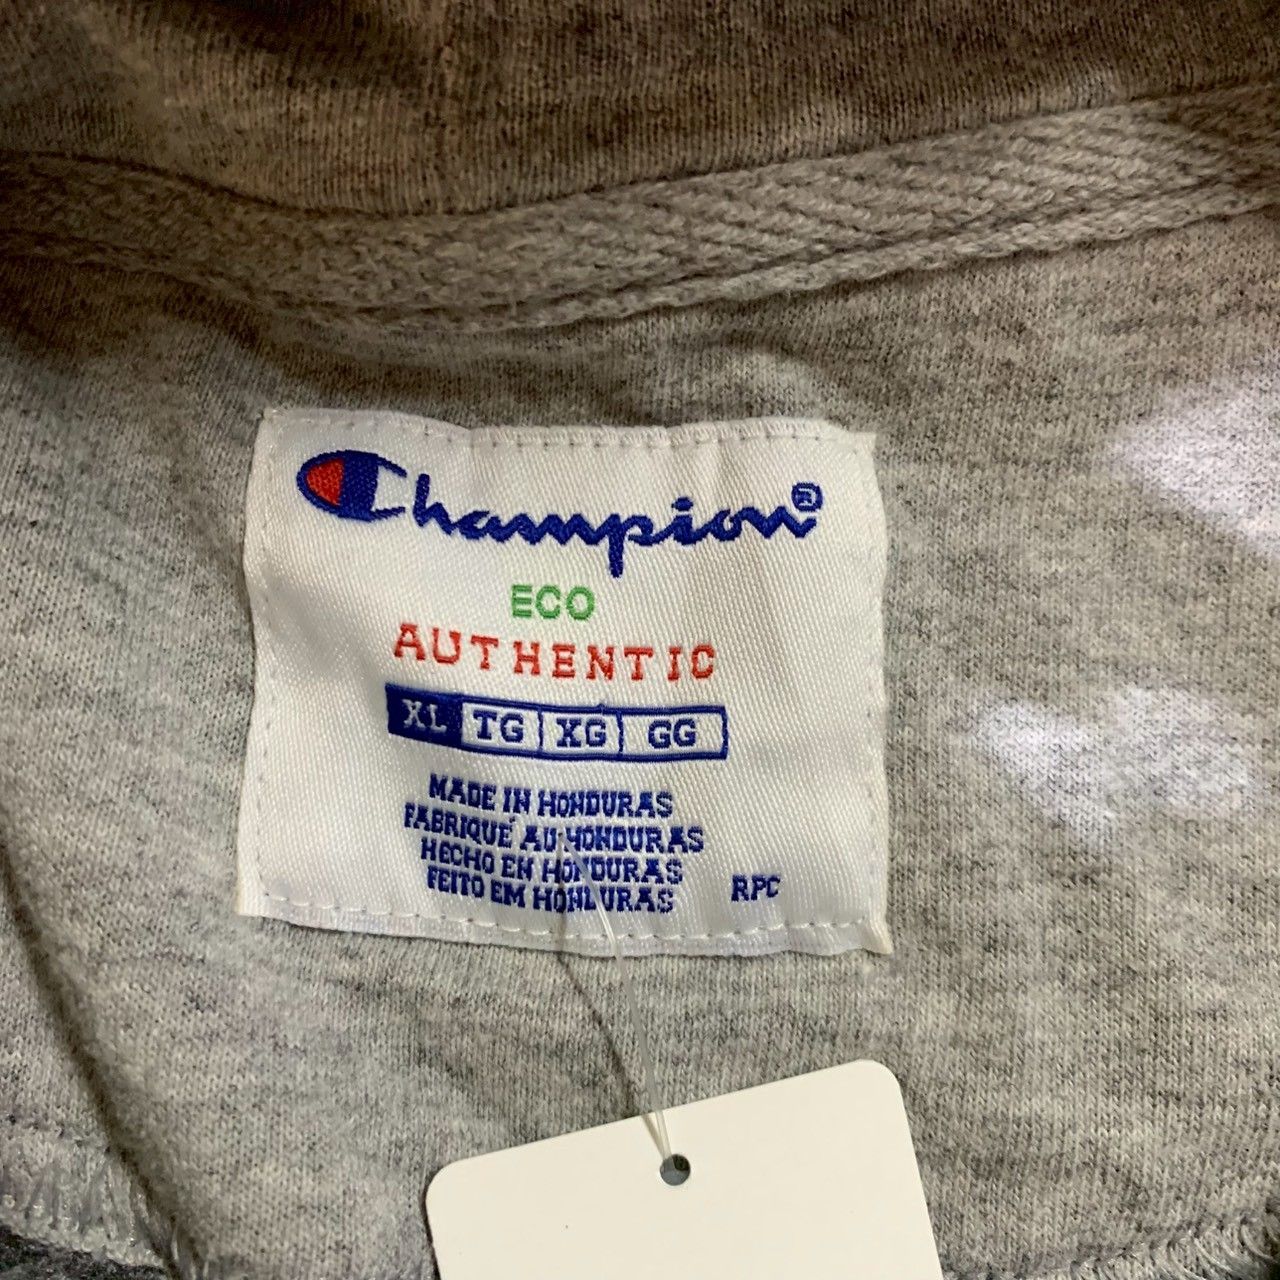 Champion®
ECO
AUTHENTIC
XL TG XG GG
MADE IN HONDURAS
FABRIQUÉ AU HONDURAS
HECHO EN HONDURAS
FEITO EM HONDURAS
RPC